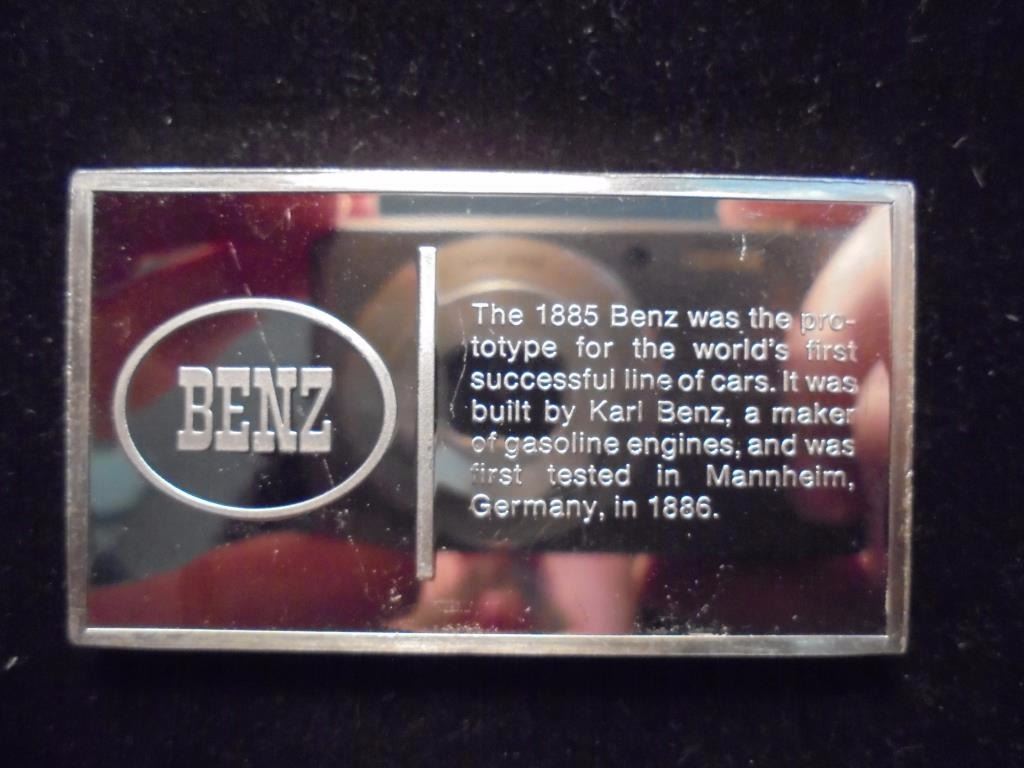 BENZ
The 1885 Benz was the pro-
totype for the world's first
successful line of cars. It was
built by Karl Benz, a maker
of gasoline engines, and was
first tested in Mannheim,
Germany, in 1886.